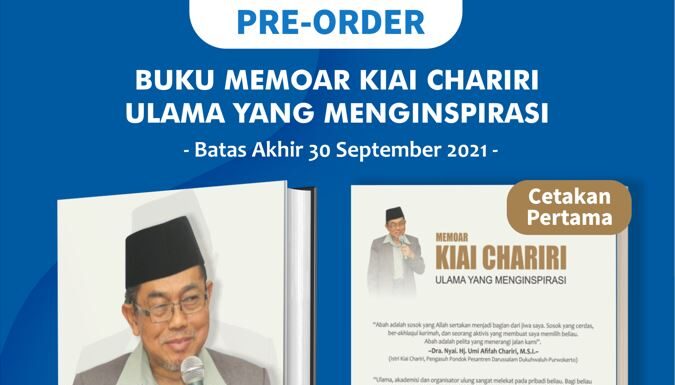 PRE-ORDER
BUKU MEMOAR KIAI CHARIRI
ULAMA YANG MENGINSPIRASI
- Batas Akhir 30 September 2021 -
Cetakan
Pertama
MEMOAR
KIAI CHARIRI
ULAMA YANG MENGINSPIRASI
"Abah adalah sosok yang Allah sertakan menjadi bagian dari jiwa saya. Sosok yang cerdas,
ber-akhlaqul karimah, dan seorang aktivis yang membuat saya memilih beliau.
Abah adalah pelita yang menerangi jalan kami".
–Dra. Nyai. Hj. Umi Afifah Chariri, M.S.I.–
(Istri Kiai Chariri, Pengasuh Pondok Pesantren Darussalam Dukuhwaluh-Purwokerto)
"Ulama, akademisi dan organisator ulung sangat melekat pada pribadi beliau. Bagi beliau